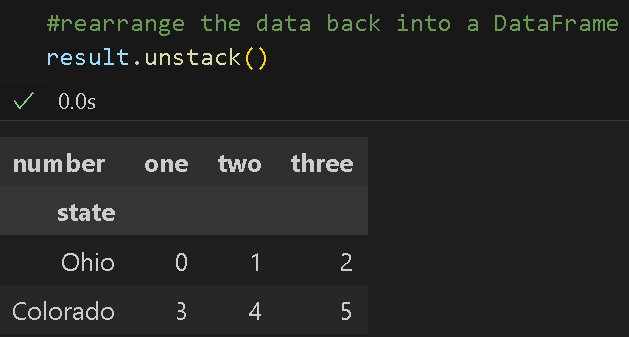 #rearrange the data back into a DataFrame
result.unstack()
✓ 0.0s
number one two three
state
Ohio 0 1 2
Colorado 3 4 5